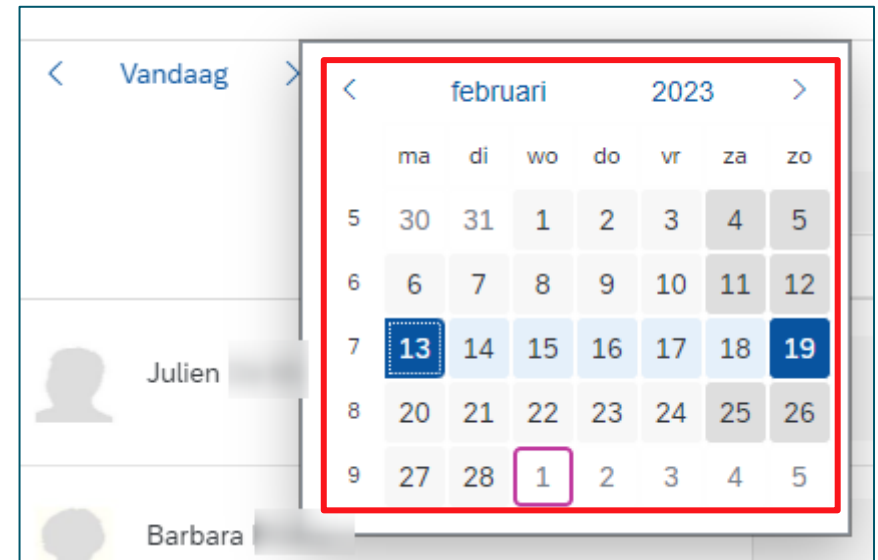 < Vandaag >
< februari 2023 >
ma di wo do vr za zo
5 30 31 1 2 3 4 5
6 6 7 8 9 10 11 12
7 13 14 15 16 17 18 19
8 20 21 22 23 24 25 26
9 27 28 1 2 3 4 5
Julien
Barbara